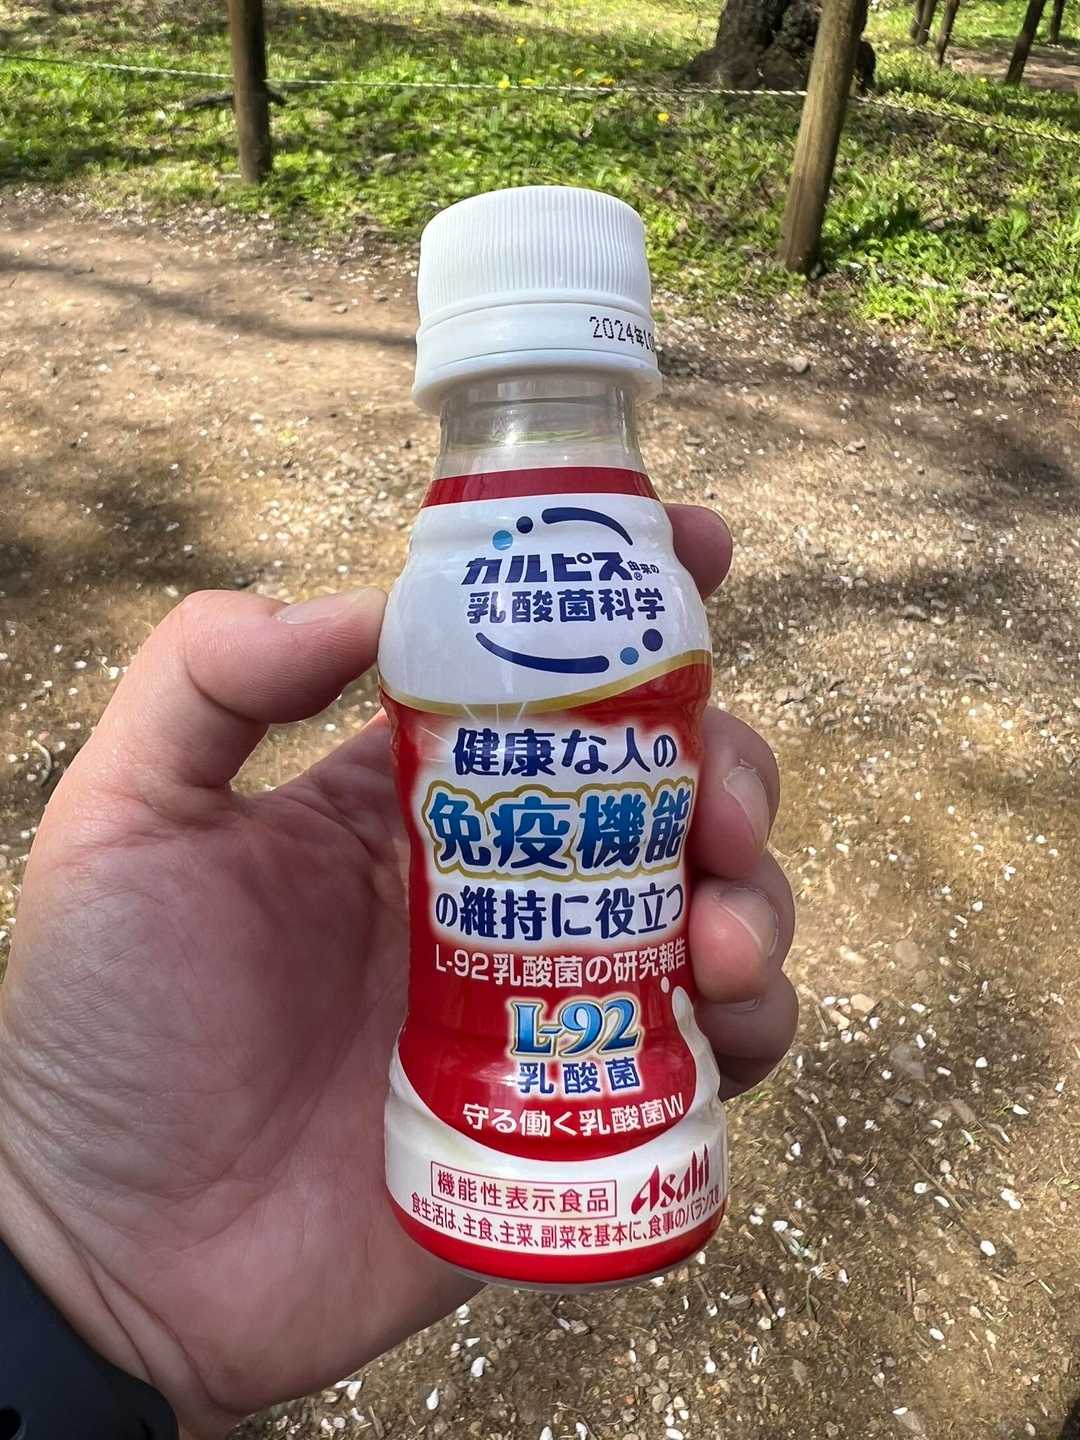 2024年10
カルピス®由来の
乳酸菌科学
健康な人の
免疫機能
の維持に役立つ
L-92乳酸菌の研究報告
L-92
乳酸菌
守る働く乳酸菌W
機能性表示食品
Asahi
食生活は、主食、主菜、副菜を基本に、食事のバランスを